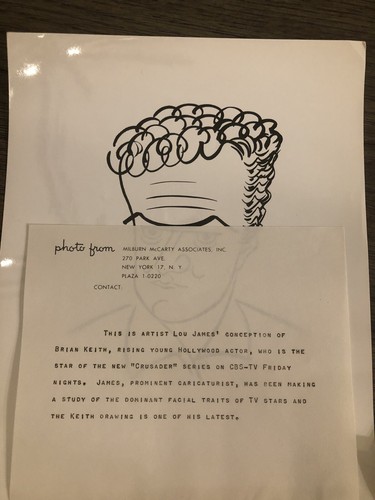 photo from MILBURN McCARTY ASSOCIATES, INC.
270 PARK AVE.
NEW YORK 17, N. Y.
PLAZA 1-0220
CONTACT:
THIS IS ARTIST LOU JAMES' CONCEPTION OF
BRIAN KEITH, RISING YOUNG HOLLYWOOD ACTOR, WHO IS THE
STAR OF THE NEW "CRUSADER" SERIES ON CBS-TV FRIDAY
NIGHTS. JAMES, PROMINENT CARICATURIST, HAS BEEN MAKING
A STUDY OF THE DOMINANT FACIAL TRAITS OF TV STARS AND
THE KEITH DRAWING IS ONE OF HIS LATEST.